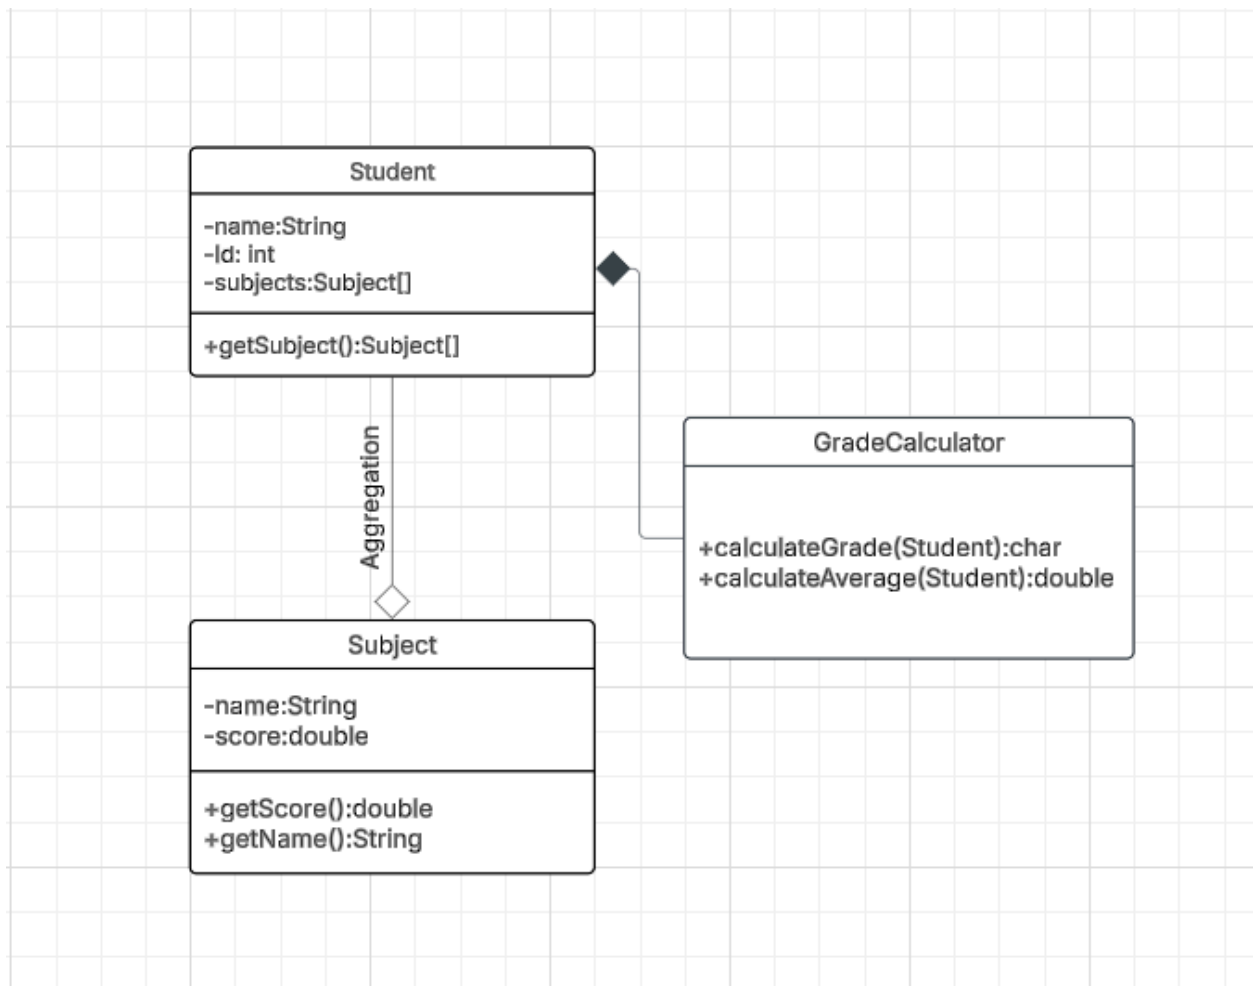 Student
-name:String
-Id: int
-subjects:Subject[]
+getSubject():Subject[]
Aggregation
GradeCalculator
+calculateGrade(Student):char
+calculateAverage(Student):double
Subject
-name:String
-score:double
+getScore():double
+getName():String